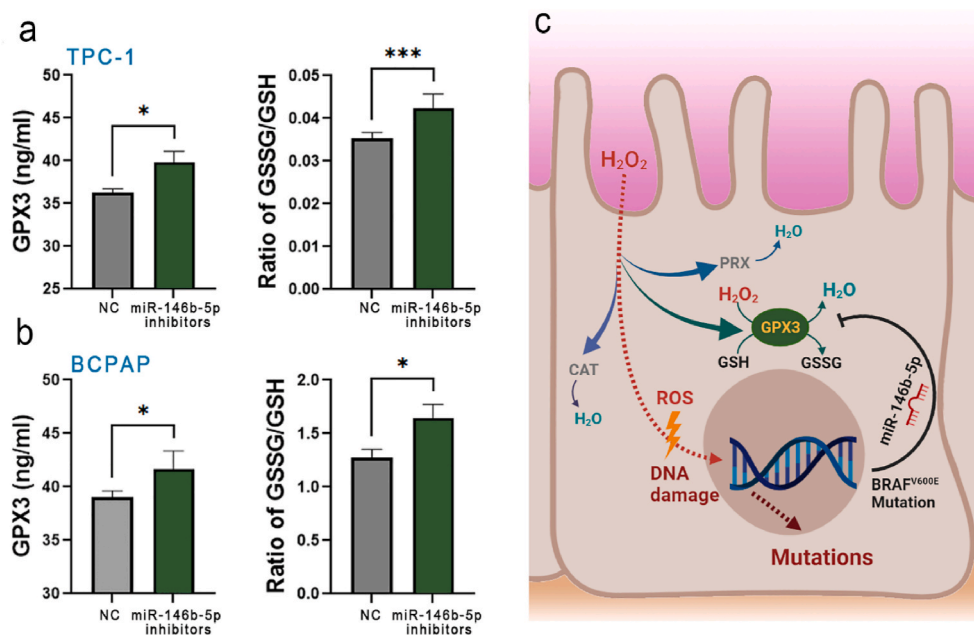 a
TPC-1
GPX3 (ng/ml)
50
45
40
35
30
25
*
NC
miR-146b-5p
inhibitors
Ratio of GSSG/GSH
0.05
0.04
0.03
0.02
0.01
0.00
***
NC
miR-146b-5p
inhibitors
b
BCPAP
GPX3 (ng/ml)
50
45
40
35
30
*
NC
miR-146b-5p
inhibitors
Ratio of GSSG/GSH
2.0
1.5
1.0
0.5
0.0
*
NC
miR-146b-5p
inhibitors
c
H₂O₂
H₂O
PRX
H₂O₂
H₂O
GPX3
GSH
GSSG
CAT
H₂O
ROS
DNA
damage
miR-146b-5p
BRAFⱽ⁶⁰⁰ᴱ
Mutation
Mutations